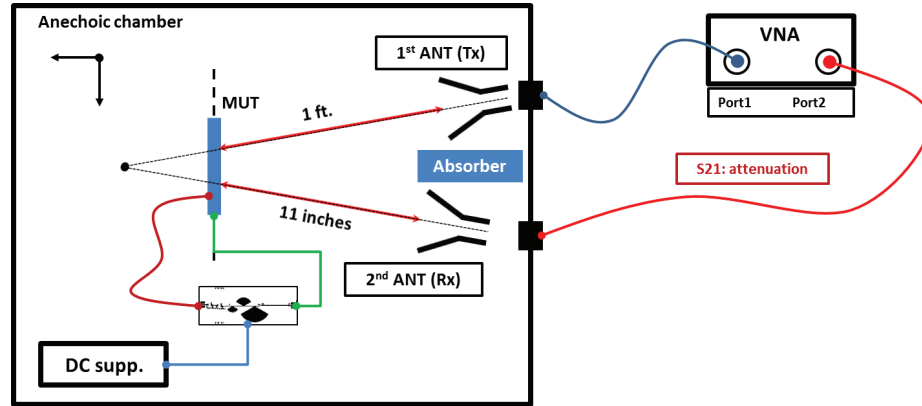 Anechoic chamber
1st ANT (Tx)
VNA
MUT
1 ft.
Port1 Port2
Absorber
S21: attenuation
11 inches
2nd ANT (Rx)
DC supp.